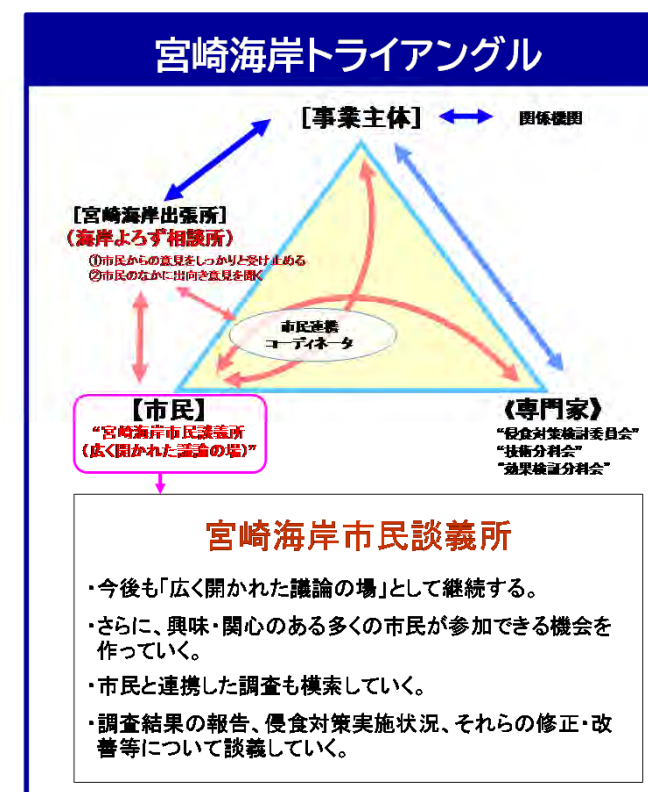 宮崎海岸トライアングル
［事業主体］
関係機関
［宮崎海岸出張所］
（海岸よろず相談所）
①市民からの意見をしっかりと受け止める
②市民のなかに出向き意見を聞く
市民連携
コーディネータ
【市民】
“宮崎海岸市民談義所
（広く開かれた議論の場）”
《専門家》
“侵食対策検討委員会”
“技術分科会”
“効果検証分科会”
宮崎海岸市民談義所
・今後も「広く開かれた議論の場」として継続する。
・さらに、興味・関心のある多くの市民が参加できる機会を
作っていく。
・市民と連携した調査も模索していく。
・調査結果の報告、侵食対策実施状況、それらの修正・改
善等について談義していく。